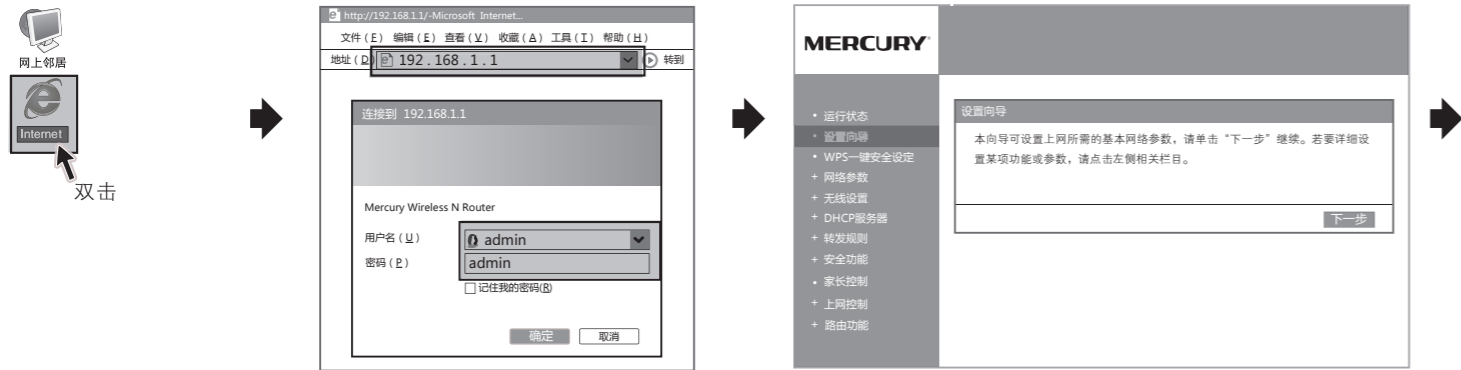 网上邻居
Internet
双击
http://192.168.1.1/-Microsoft Internet...
文件(F) 编辑(E) 查看(V) 收藏(A) 工具(I) 帮助(H)
地址(D) 192.168.1.1 转到
连接到 192.168.1.1
Mercury Wireless N Router
用户名(U) admin
密码(P) admin
记住我的密码(R)
确定 取消
MERCURY
• 运行状态
• 设置向导
• WPS一键安全设定
+ 网络参数
+ 无线设置
+ DHCP服务器
+ 转发规则
+ 安全功能
• 家长控制
+ 上网控制
+ 路由功能
设置向导
本向导可设置上网所需的基本网络参数，请单击“下一步”继续。若要详细设
置某项功能或参数，请点击左侧相关栏目。
下一步